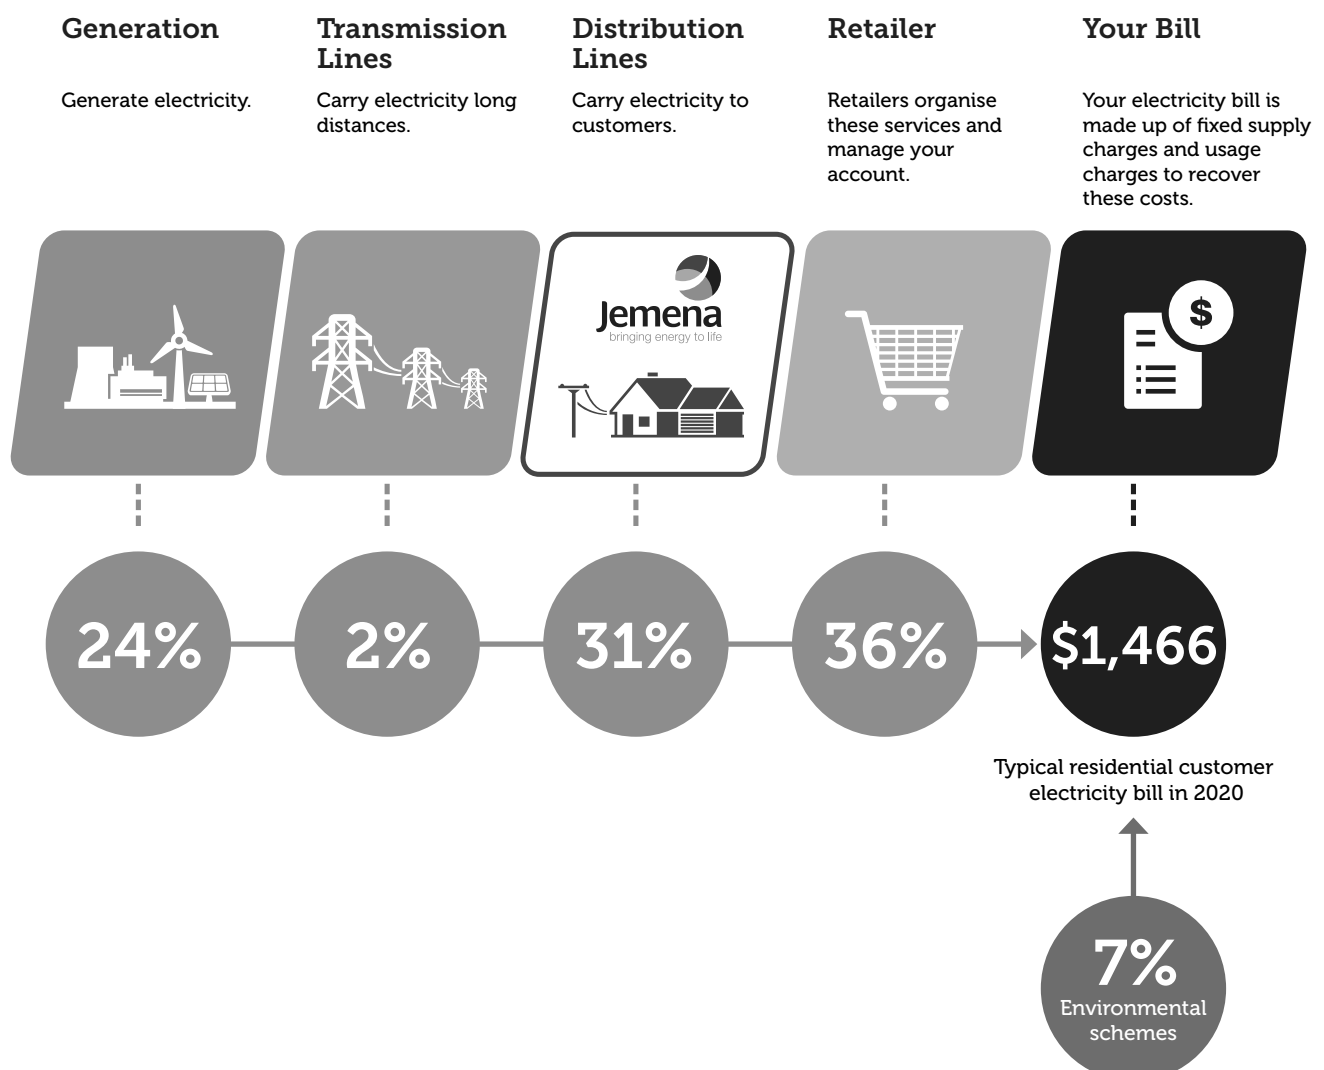 Generation
Generate electricity.
Transmission
Lines
Carry electricity long
distances.
Distribution
Lines
Carry electricity to
customers.
Retailer
Retailers organise
these services and
manage your
account.
Your Bill
Your electricity bill is
made up of fixed supply
charges and usage
charges to recover
these costs.
Jemena
bringing energy to life
$
24%
2%
31%
36%
$1,466
Typical residential customer
electricity bill in 2020
7%
Environmental
schemes